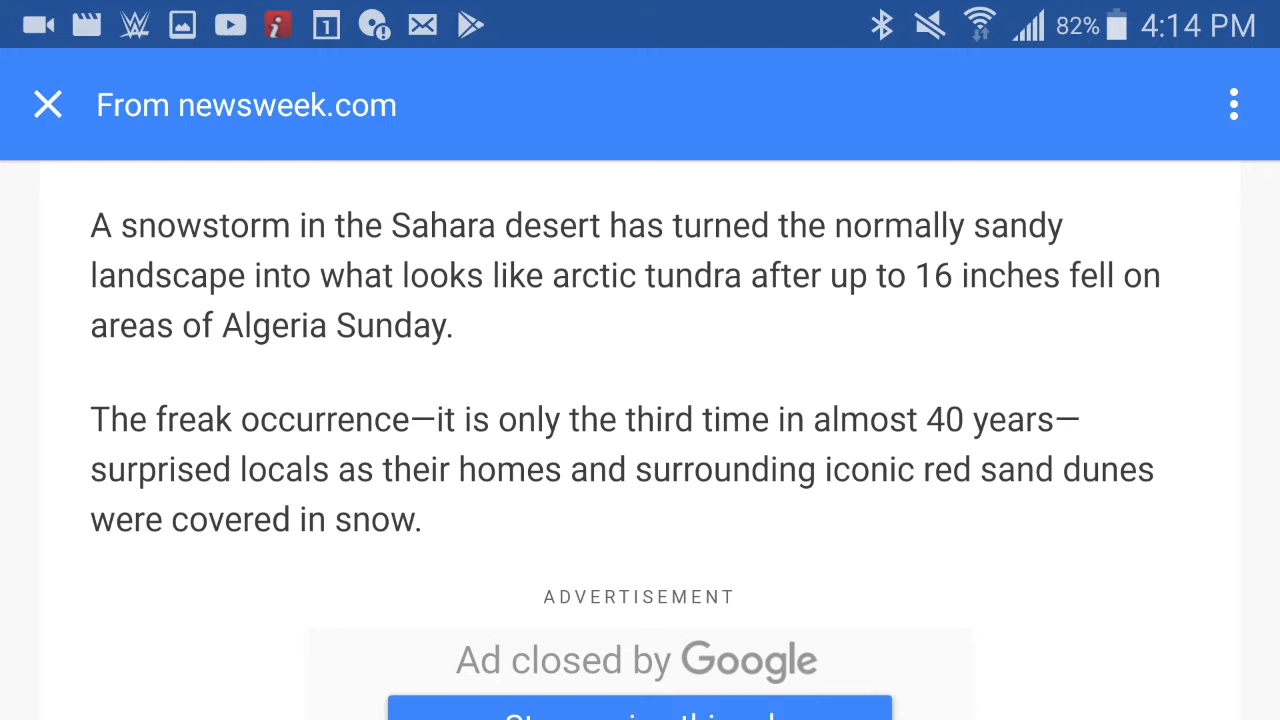 1 82% 4:14 PM
From newsweek.com
A snowstorm in the Sahara desert has turned the normally sandy
landscape into what looks like arctic tundra after up to 16 inches fell on
areas of Algeria Sunday.
The freak occurrence—it is only the third time in almost 40 years—
surprised locals as their homes and surrounding iconic red sand dunes
were covered in snow.
ADVERTISEMENT
Ad closed by Google